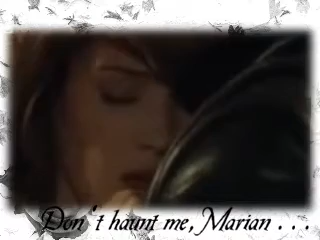 Don't haunt me, Marian . . .